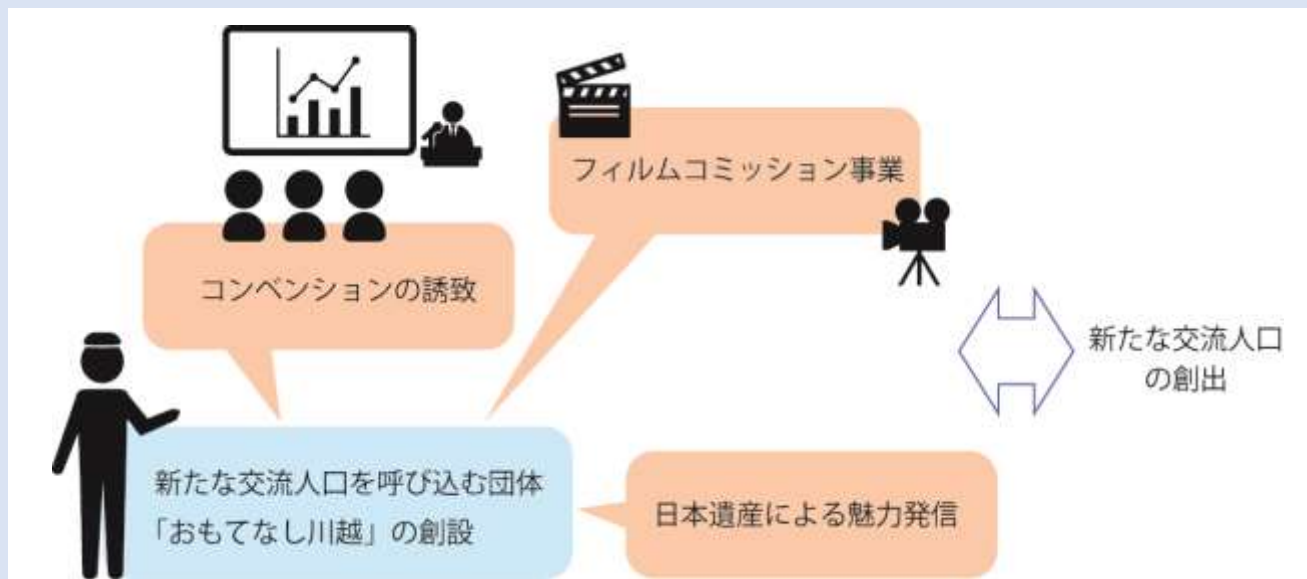 フィルムコミッション事業
コンベンションの誘致
新たな交流人口
の創出
新たな交流人口を呼び込む団体
「おもてなし川越」の創設
日本遺産による魅力発信